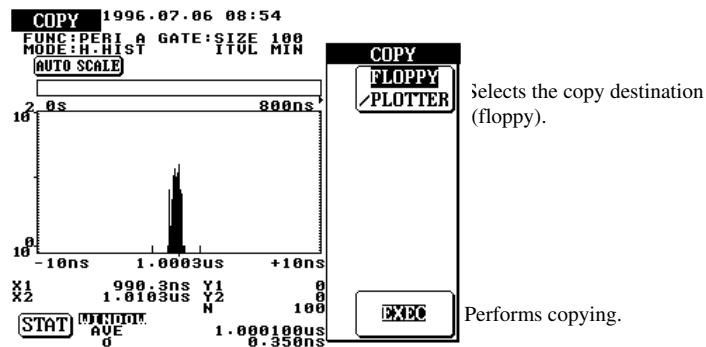 COPY 1996.07.06 08:54
FUNC:PERI A GATE:SIZE 100
MODE:H.HIST ITVL MIN
AUTO SCALE
0s 800ns
10 2
10 0
-10ns 1.0003us +10ns
X1 990.3ns Y1 0
X2 1.0103us Y2 0
N 100
STAT WINDOW
AVE 1.000100us
σ 0.350ns
COPY
FLOPPY
/PLOTTER
EXEC
Selects the copy destination
(floppy).
Performs copying.